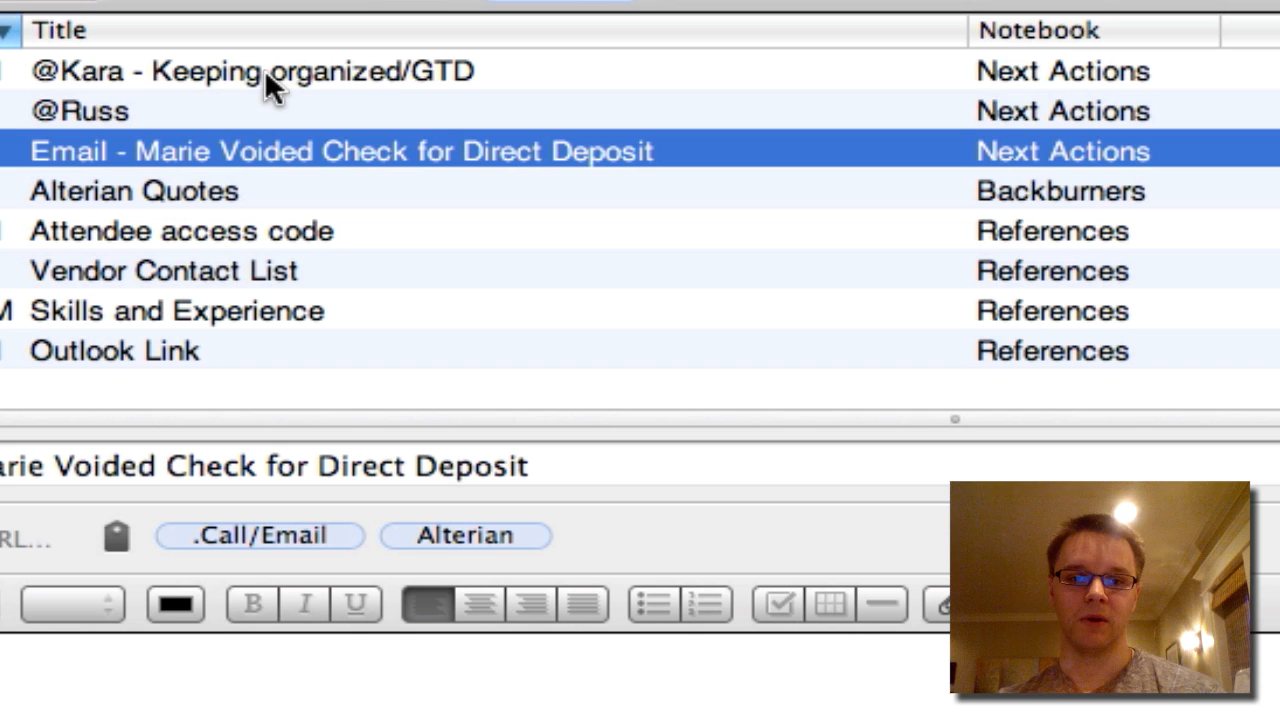 Title Notebook
@Kara - Keeping organized/GTD Next Actions
@Russ Next Actions
Email - Marie Voided Check for Direct Deposit Next Actions
Alterian Quotes Backburners
Attendee access code References
Vendor Contact List References
M Skills and Experience References
Outlook Link References
arie Voided Check for Direct Deposit
RL... .Call/Email Alterian
B I U